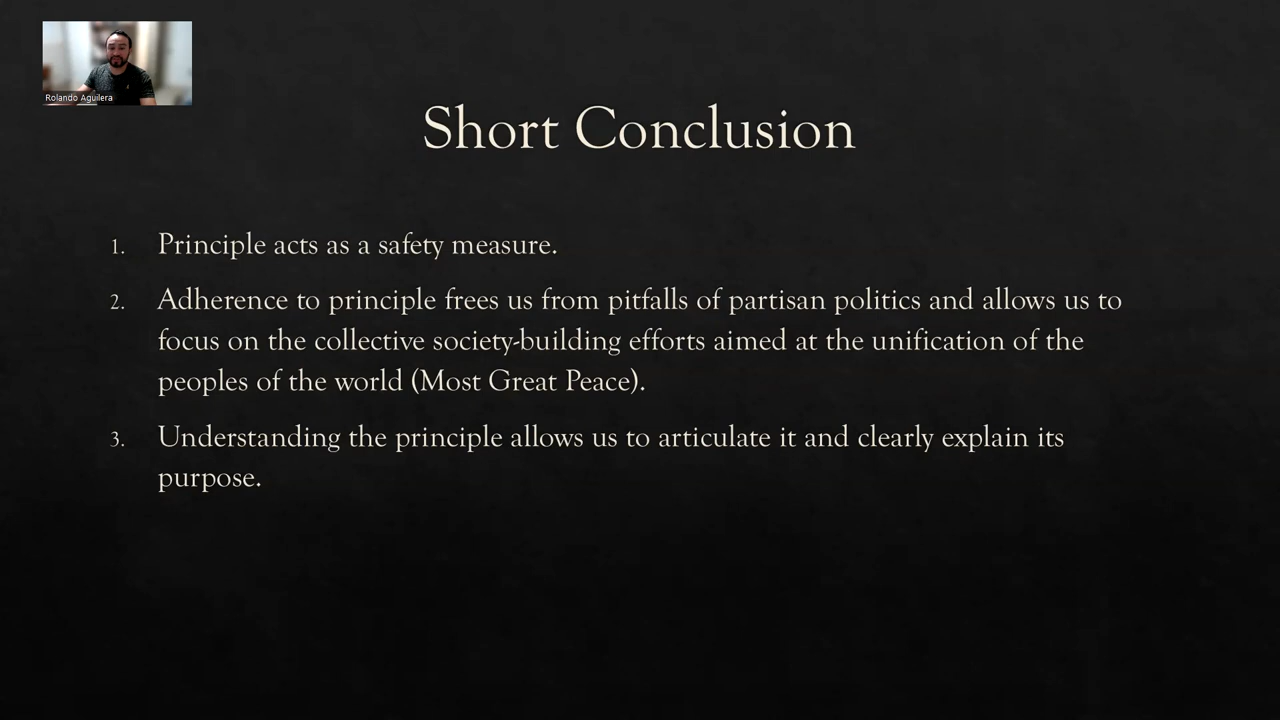 Rolando Aguilera
Short Conclusion
1. Principle acts as a safety measure.
2. Adherence to principle frees us from pitfalls of partisan politics and allows us to
focus on the collective society-building efforts aimed at the unification of the
peoples of the world (Most Great Peace).
3. Understanding the principle allows us to articulate it and clearly explain its
purpose.